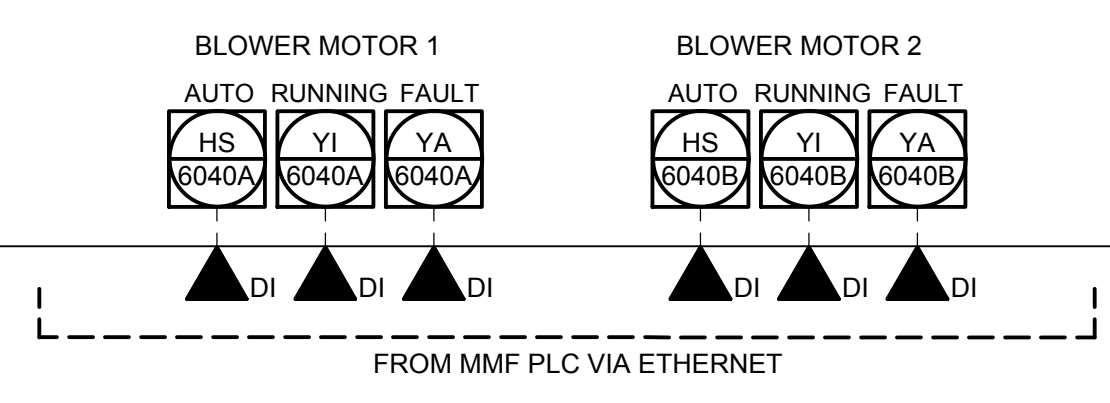 BLOWER MOTOR 1 BLOWER MOTOR 2
AUTO RUNNING FAULT AUTO RUNNING FAULT
HS YI YA HS YI YA
6040A 6040A 6040A 6040B 6040B 6040B
DI DI DI DI DI DI
FROM MMF PLC VIA ETHERNET